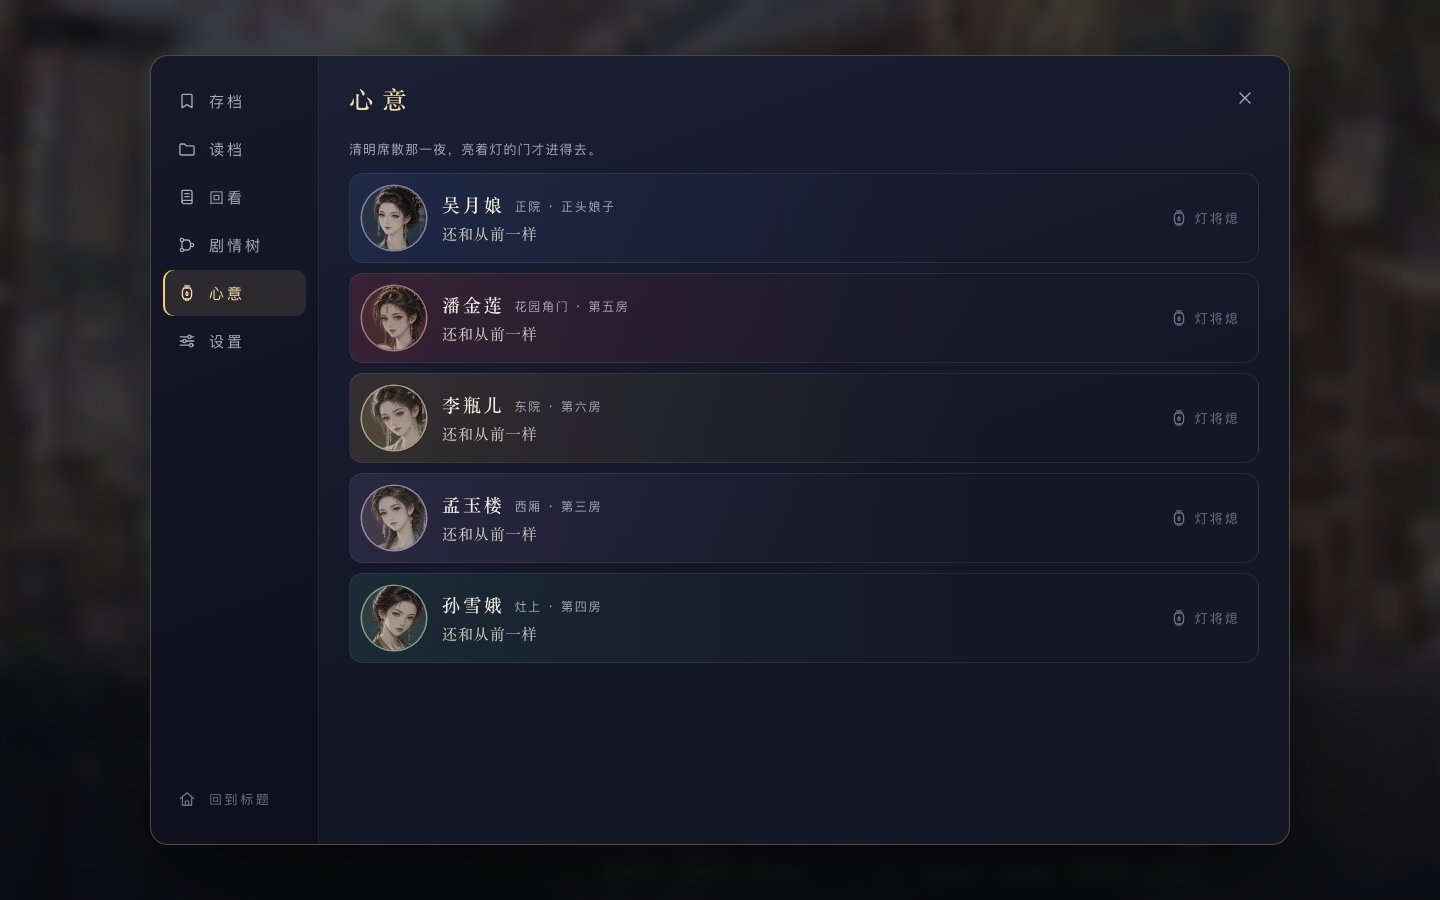 存档
读档
回看
剧情树
心意
设置
回到标题
心意
清明席散那一夜，亮着灯的门才进得去。
吴月娘 正院 · 正头娘子
还和从前一样
灯将熄
潘金莲 花园角门 · 第五房
还和从前一样
灯将熄
李瓶儿 东院 · 第六房
还和从前一样
灯将熄
孟玉楼 西厢 · 第三房
还和从前一样
灯将熄
孙雪娥 灶上 · 第四房
还和从前一样
灯将熄